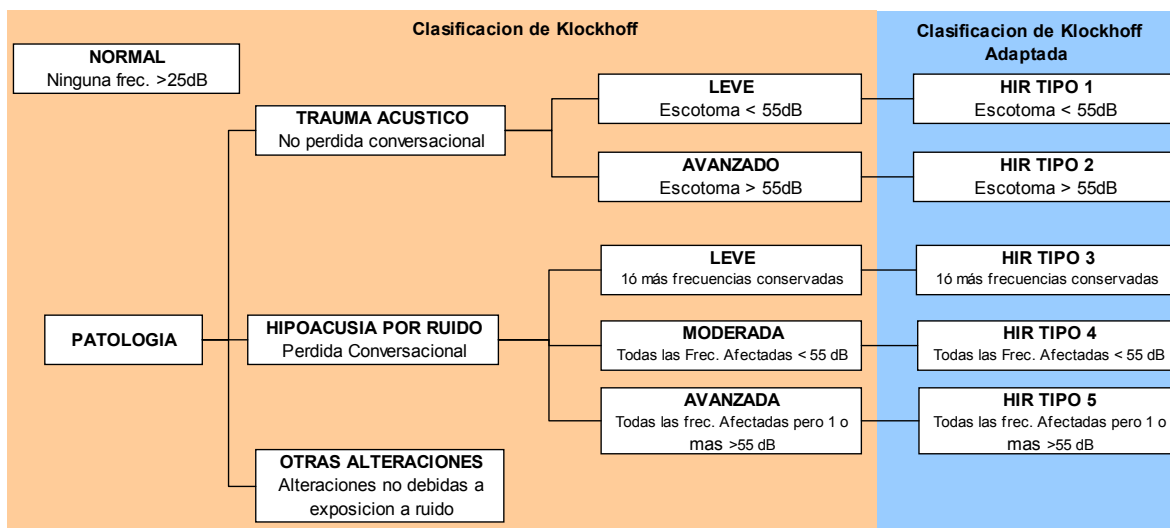 Clasificacion de Klockhoff
Clasificacion de Klockhoff
Adaptada
NORMAL
Ninguna frec. >25dB
TRAUMA ACUSTICO
No perdida conversacional
LEVE
Escotoma < 55dB
HIR TIPO 1
Escotoma < 55dB
AVANZADO
Escotoma > 55dB
HIR TIPO 2
Escotoma > 55dB
PATOLOGIA
HIPOACUSIA POR RUIDO
Perdida Conversacional
LEVE
1ó más frecuencias conservadas
HIR TIPO 3
1ó más frecuencias conservadas
MODERADA
Todas las Frec. Afectadas < 55 dB
HIR TIPO 4
Todas las Frec. Afectadas < 55 dB
AVANZADA
Todas las frec. Afectadas pero 1 o
mas >55 dB
HIR TIPO 5
Todas las frec. Afectadas pero 1 o
mas >55 dB
OTRAS ALTERACIONES
Alteraciones no debidas a
exposicion a ruido